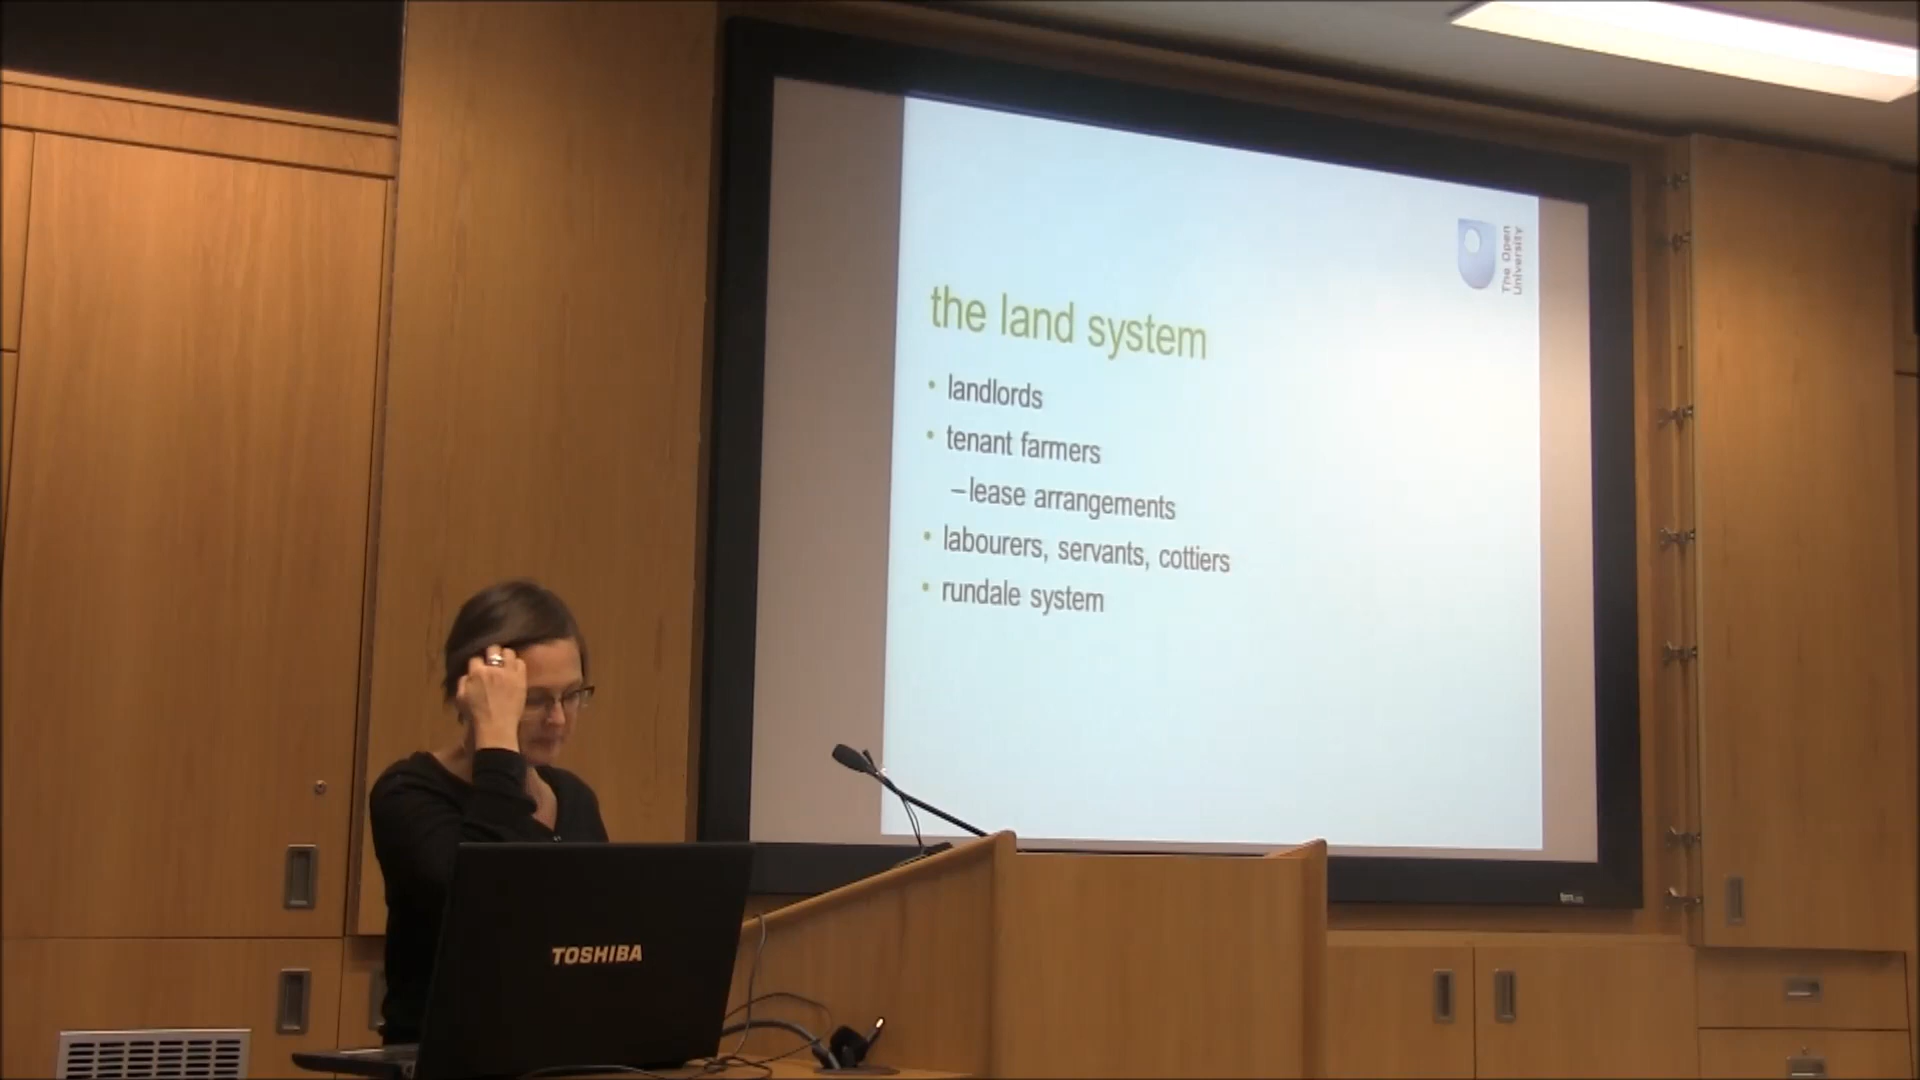 The Open
University
the land system
• landlords
• tenant farmers
–lease arrangements
• labourers, servants, cottiers
• rundale system
TOSHIBA